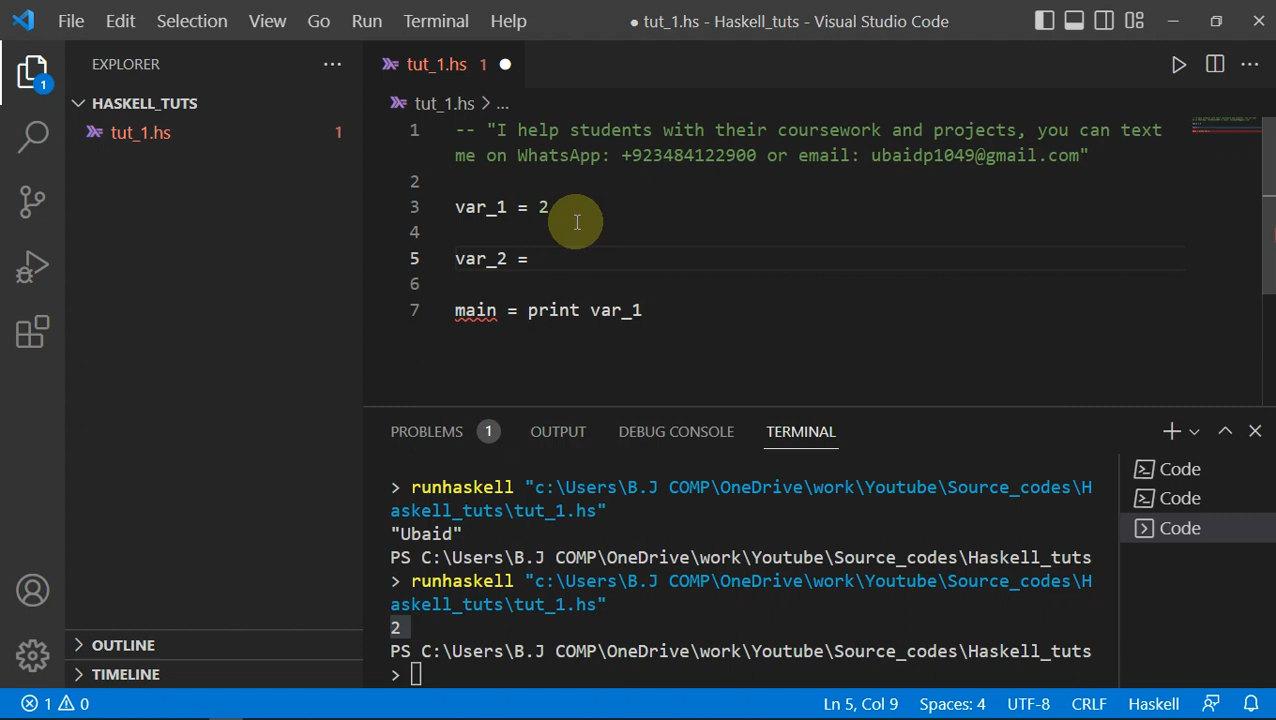 File Edit Selection View Go Run Terminal Help ● tut_1.hs - Haskell_tuts - Visual Studio Code
EXPLORER
HASKELL_TUTS
tut_1.hs 1
OUTLINE
TIMELINE
1
tut_1.hs 1
tut_1.hs > ...
1 -- "I help students with their coursework and projects, you can text
me on WhatsApp: +923484122900 or email: ubaidp1049@gmail.com"
2
3 var_1 = 2
4
5 var_2 =
6
7 main = print var_1
PROBLEMS 1 OUTPUT DEBUG CONSOLE TERMINAL
> runhaskell "c:\Users\B.J COMP\OneDrive\work\Youtube\Source_codes\H
askell_tuts\tut_1.hs"
"Ubaid"
PS C:\Users\B.J COMP\OneDrive\work\Youtube\Source_codes\Haskell_tuts
> runhaskell "c:\Users\B.J COMP\OneDrive\work\Youtube\Source_codes\H
askell_tuts\tut_1.hs"
2
PS C:\Users\B.J COMP\OneDrive\work\Youtube\Source_codes\Haskell_tuts
>
Code
Code
Code
1 0 Ln 5, Col 9 Spaces: 4 UTF-8 CRLF Haskell